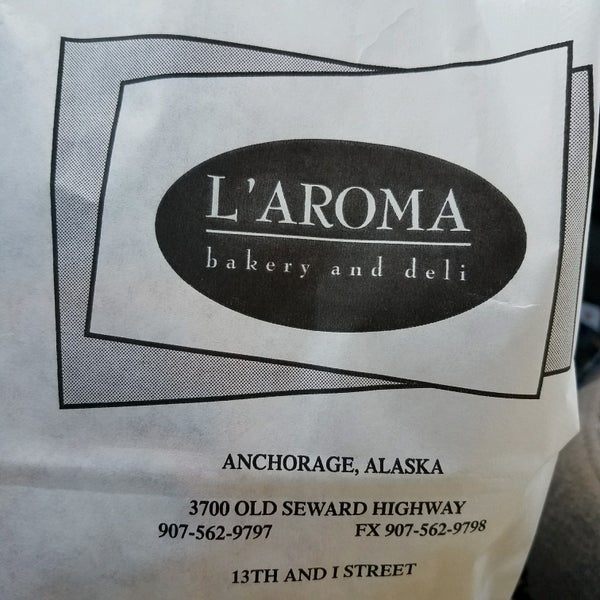 L'AROMA
bakery and deli
ANCHORAGE, ALASKA
3700 OLD SEWARD HIGHWAY
907-562-9797 FX 907-562-9798
13TH AND I STREET